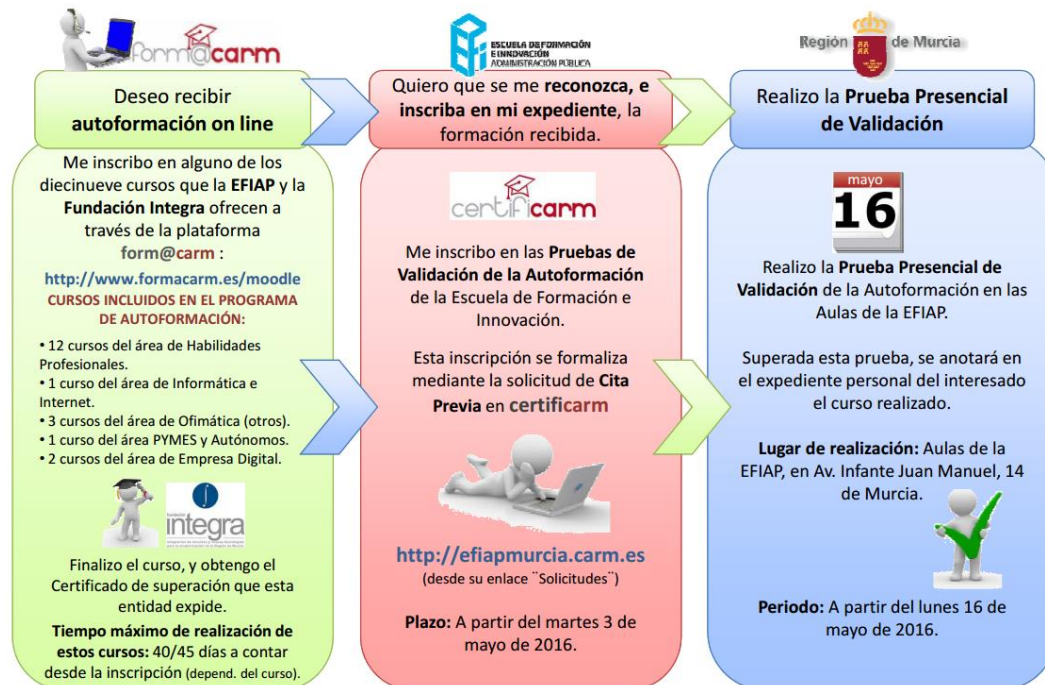 form@carm
Deseo recibir
autoformación on line
Me inscribo en alguno de los
diecinueve cursos que la EFIAP y la
Fundación Integra ofrecen a
través de la plataforma
form@carm :
http://www.formacarm.es/moodle
CURSOS INCLUIDOS EN EL PROGRAMA
DE AUTOFORMACIÓN:
• 12 cursos del área de Habilidades
Profesionales.
• 1 curso del área de Informática e
Internet.
• 3 cursos del área de Ofimática (otros).
• 1 curso del área PYMES y Autónomos.
• 2 cursos del área de Empresa Digital.
fundación
integra
Finalizo el curso, y obtengo el
Certificado de superación que esta
entidad expide.
Tiempo máximo de realización de
estos cursos: 40/45 días a contar
desde la inscripción (depend. del curso).
ESCUELA DE FORMACIÓN
E INNOVACIÓN
ADMINISTRACIÓN PÚBLICA
Quiero que se me reconozca, e
inscriba en mi expediente, la
formación recibida.
certificarm
Me inscribo en las Pruebas de
Validación de la Autoformación
de la Escuela de Formación e
Innovación.
Esta inscripción se formaliza
mediante la solicitud de Cita
Previa en certificarm
http://efiapmurcia.carm.es
(desde su enlace ¨Solicitudes¨)
Plazo: A partir del martes 3 de
mayo de 2016.
Región de Murcia
Realizo la Prueba Presencial
de Validación
mayo
16
Realizo la Prueba Presencial de
Validación de la Autoformación en las
Aulas de la EFIAP.
Superada esta prueba, se anotará en
el expediente personal del interesado
el curso realizado.
Lugar de realización: Aulas de la
EFIAP, en Av. Infante Juan Manuel, 14
de Murcia.
Periodo: A partir del lunes 16 de
mayo de 2016.